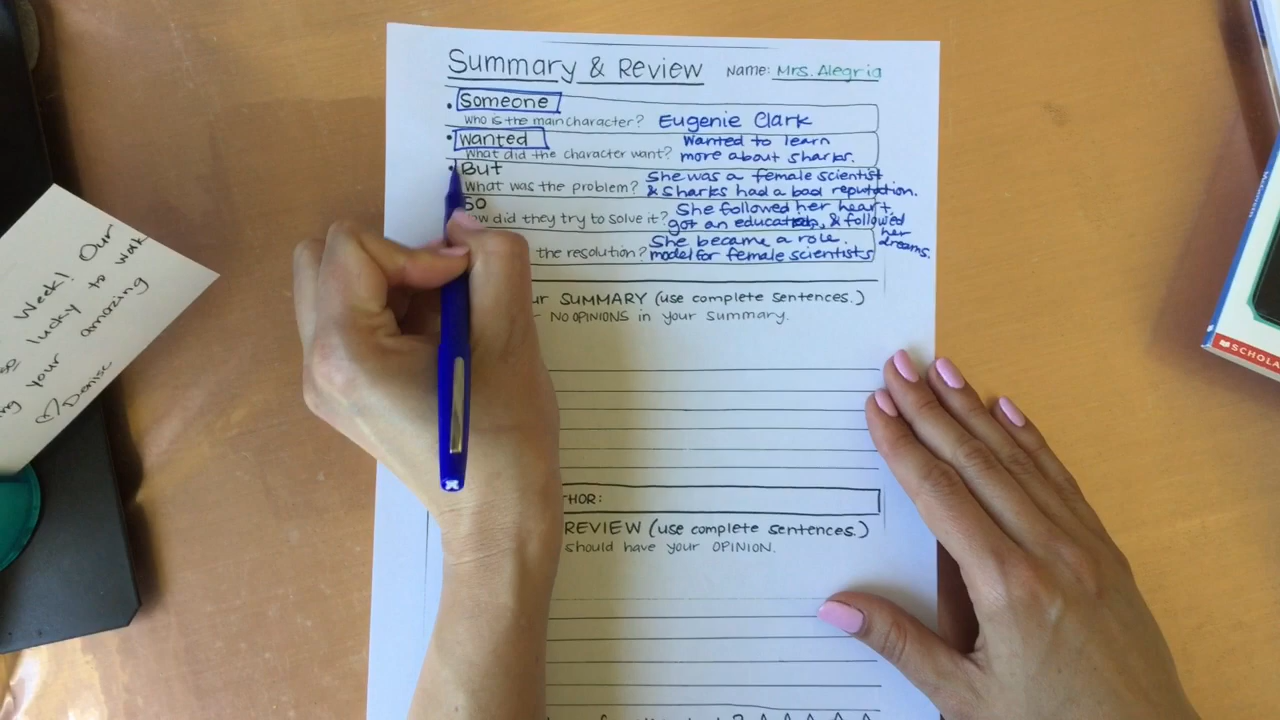 Summary & Review Name: Mrs. Alegria
Someone
Who is the main character? Eugenie Clark
Wanted
What did the character want? Wanted to learn
more about sharks.
But
What was the problem? She was a female scientist
& sharks had a bad reputation.
So
How did they try to solve it? She followed her heart,
got an education, & followed
her
dreams.
the resolution? She became a role
model for female scientists
SUMMARY (use complete sentences.)
NO OPINIONS in your summary.
THOR:
REVIEW (use complete sentences.)
should have your OPINION.
Week! Our
so lucky to walk
your amazing
♡ Denise
SCHOLA